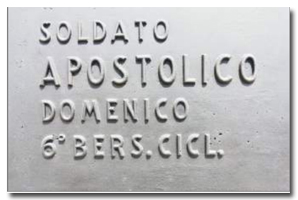 SOLDATO
APOSTOLICO
DOMENICO
6° BERS. CICL.